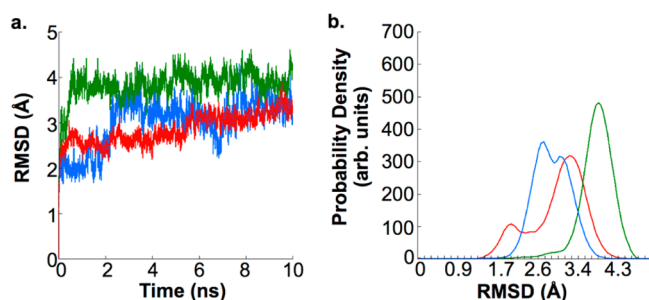 a.
RMSD (Å)
5
4
3
2
1
0
0 2 4 6 8 10
Time (ns)
b.
Probability Density
(arb. units)
700
600
500
400
300
200
100
0
0 0.9 1.7 2.6 3.4 4.3
RMSD (Å)